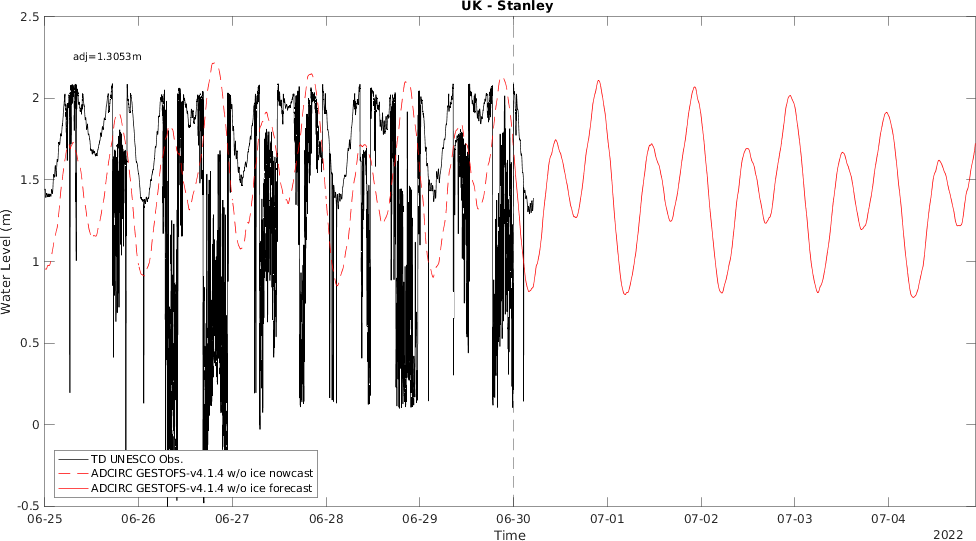 UK - Stanley
adj=1.3053m
2.5
2
1.5
1
0.5
0
-0.5
Water Level (m)
TD UNESCO Obs.
ADCIRC GESTOFS-v4.1.4 w/o ice nowcast
ADCIRC GESTOFS-v4.1.4 w/o ice forecast
06-25 06-26 06-27 06-28 06-29 06-30 07-01 07-02 07-03 07-04
Time
2022